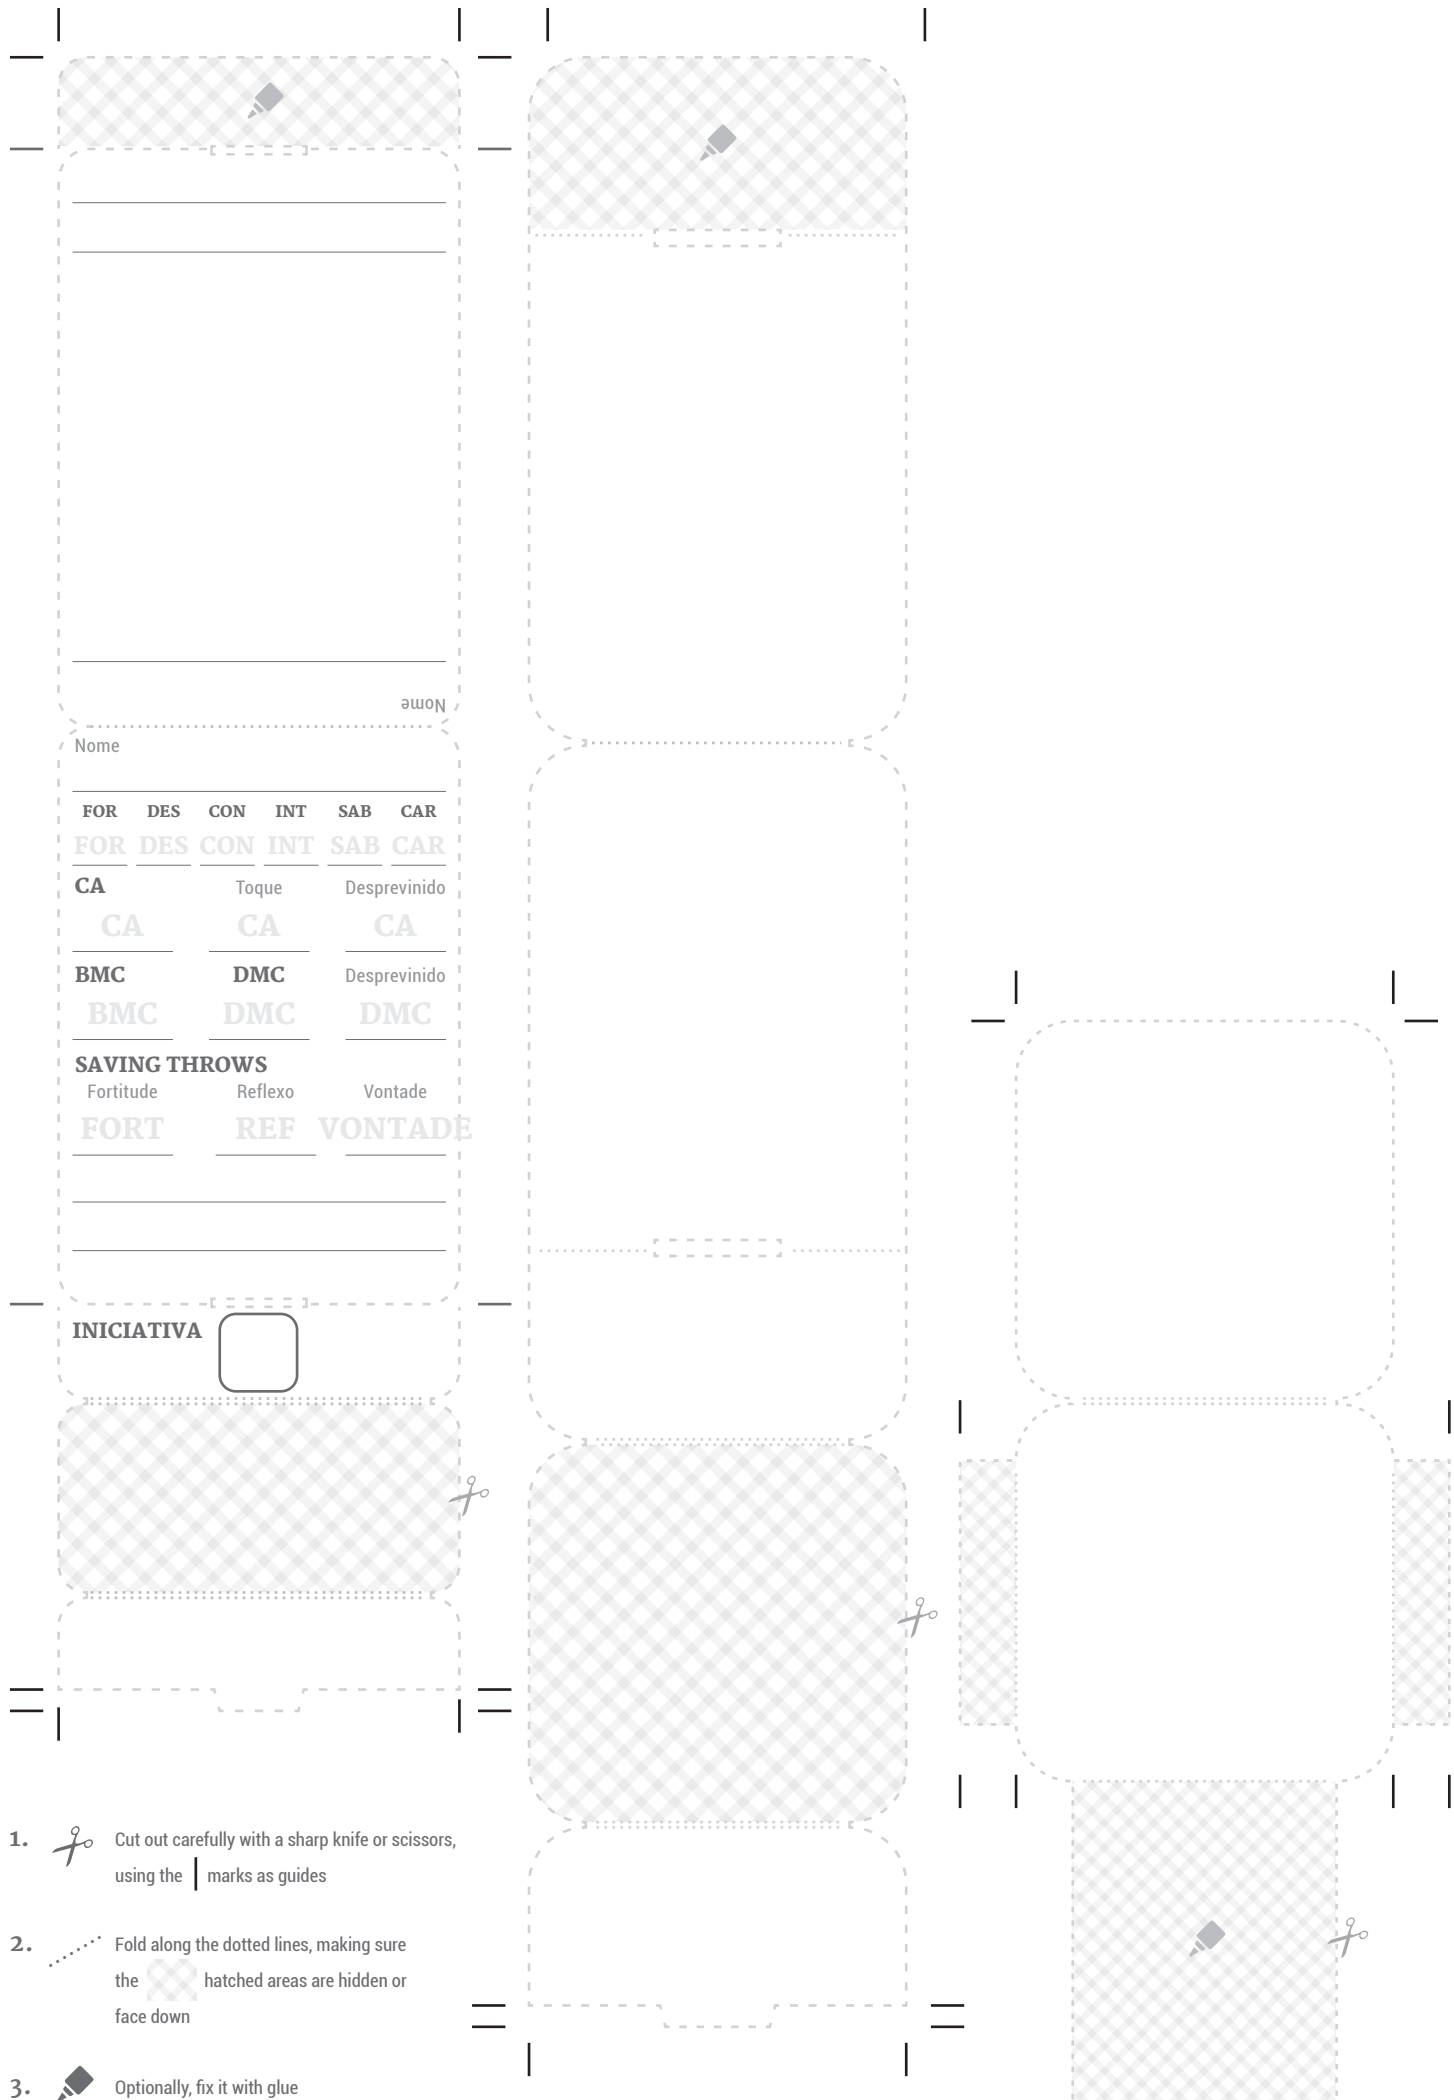 Nome
Nome
FOR DES CON INT SAB CAR
FOR DES CON INT SAB CAR
CA Toque Desprevinido
CA CA CA
BMC DMC Desprevinido
BMC DMC DMC
SAVING THROWS
Fortitude Reflexo Vontade
FORT REF VONTADE
INICIATIVA
1. Cut out carefully with a sharp knife or scissors,
using the marks as guides
2. Fold along the dotted lines, making sure
the hatched areas are hidden or
face down
3. Optionally, fix it with glue